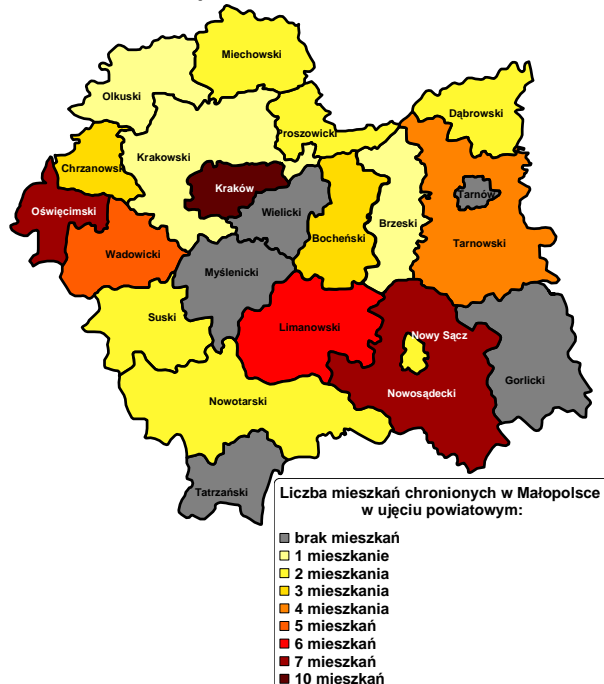 Miechowski
Olkuski
Dąbrowski
Proszowicki
Krakowski
Chrzanowski
Kraków
Tarnów
Wielicki
Oświęcimski
Brzeski
Bocheński
Tarnowski
Wadowicki
Myślenicki
Suski
Limanowski
Nowy Sącz
Gorlicki
Nowosądecki
Nowotarski
Tatrzański
Liczba mieszkań chronionych w Małopolsce
w ujęciu powiatowym:
brak mieszkań
1 mieszkanie
2 mieszkania
3 mieszkania
4 mieszkania
5 mieszkań
6 mieszkań
7 mieszkań
10 mieszkań